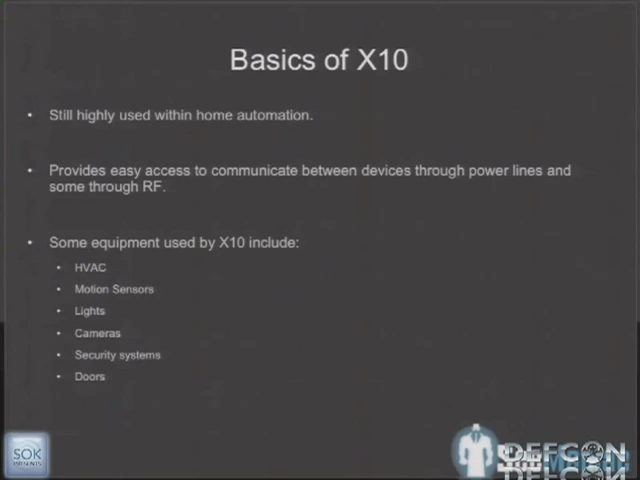 Basics of X10
• Still highly used within home automation.
• Provides easy access to communicate between devices through power lines and
some through RF.
• Some equipment used by X10 include:
• HVAC
• Motion Sensors
• Lights
• Cameras
• Security systems
• Doors
SOK
DEFCON